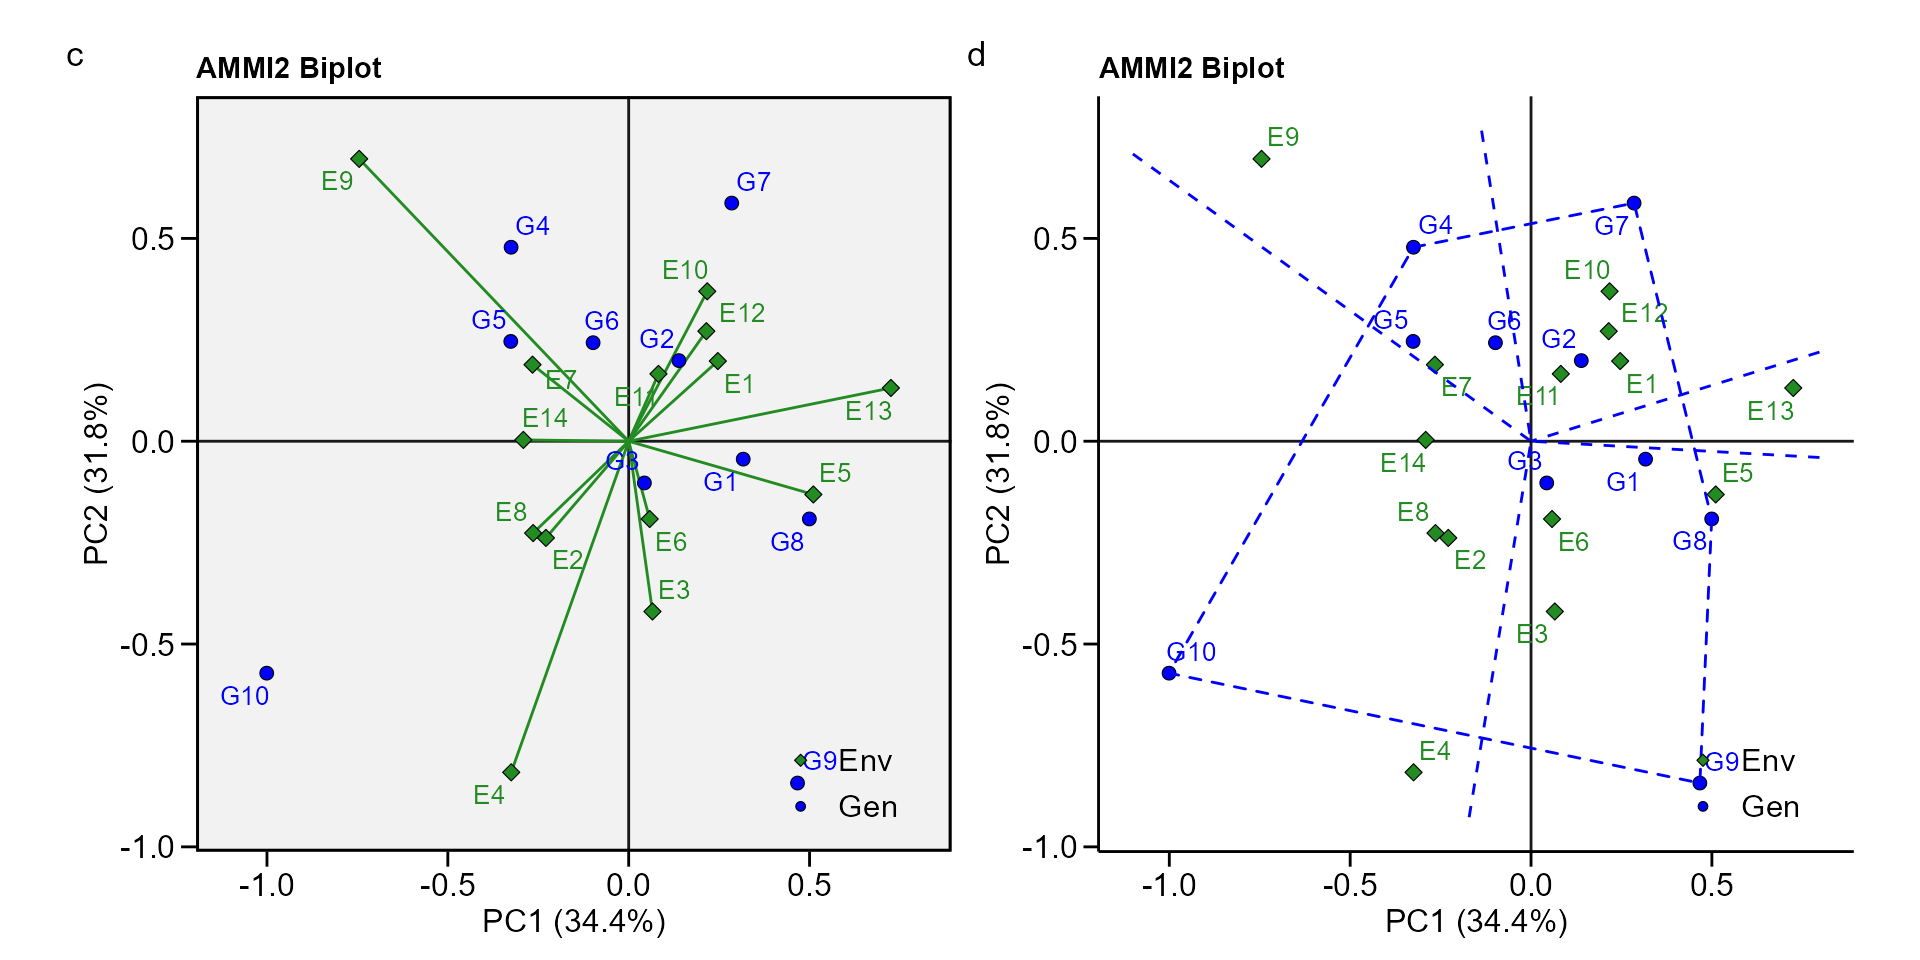 c
AMMI2 Biplot
E9
G7
G4
0.5
E10
G5
G6
E12
G2
E7
E11
E1
E13
E14
0.0
G3
G1
E5
E8
G8
E2
E6
E3
-0.5
G10
E4
G9
Env
Gen
-1.0
-1.0
-0.5
0.0
0.5
PC1 (34.4%)
PC2 (31.8%)
d
AMMI2 Biplot
E9
G4
G7
0.5
E10
G5
G6
E12
G2
E7
E11
E1
E13
0.0
E14
G3
G1
E5
E8
G8
E2
E6
E3
-0.5
G10
E4
G9
Env
Gen
-1.0
-1.0
-0.5
0.0
0.5
PC1 (34.4%)
PC2 (31.8%)